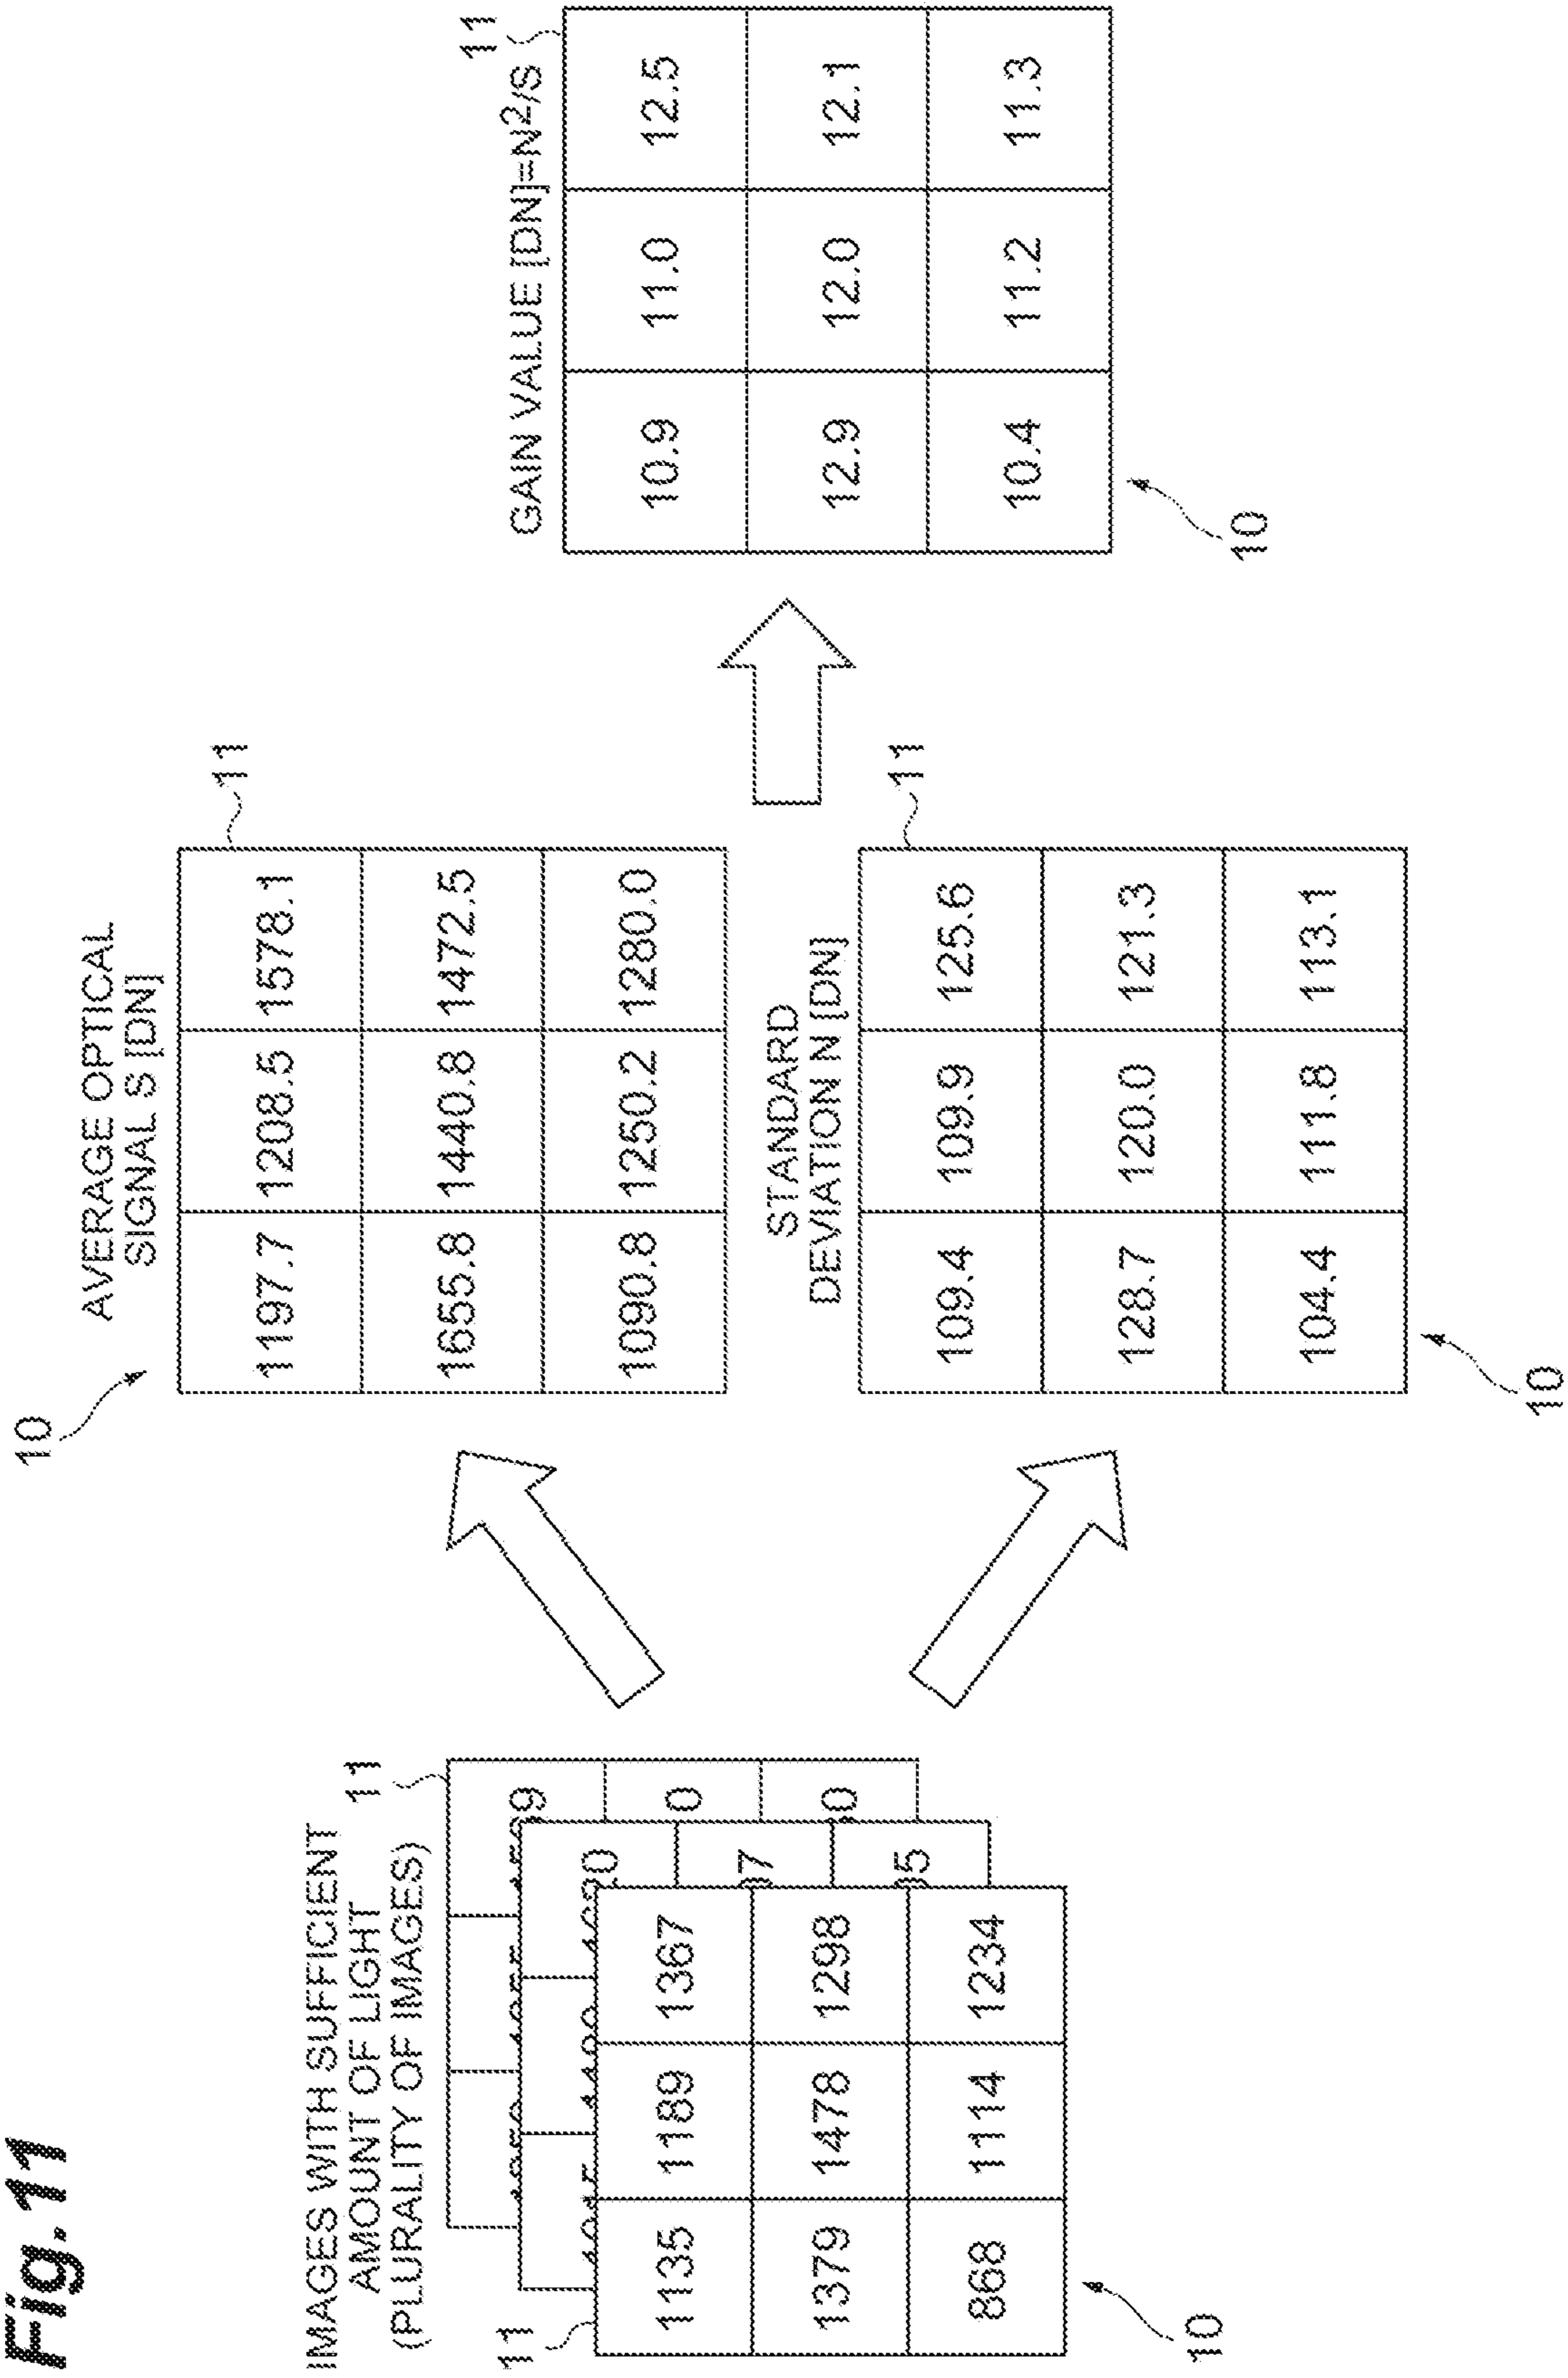 Fig.11
IMAGES WITH SUFFICIENT
AMOUNT OF LIGHT
(PLURALITY OF IMAGES)
11
11
1135 1189 1367
1379 1478 1298
868 1114 1234
10
10
AVERAGE OPTICAL
SIGNAL S [DN]
11
1197.7 1208.5 1578.1
1655.8 1440.8 1472.5
1090.8 1250.2 1280.0
STANDARD
DEVIATION N [DN]
11
109.4 109.9 125.6
128.7 120.0 121.3
104.4 111.8 113.1
10
GAIN VALUE [DN]=N²/S
11
10.9 11.0 12.5
12.9 12.0 12.1
10.4 11.2 11.3
10